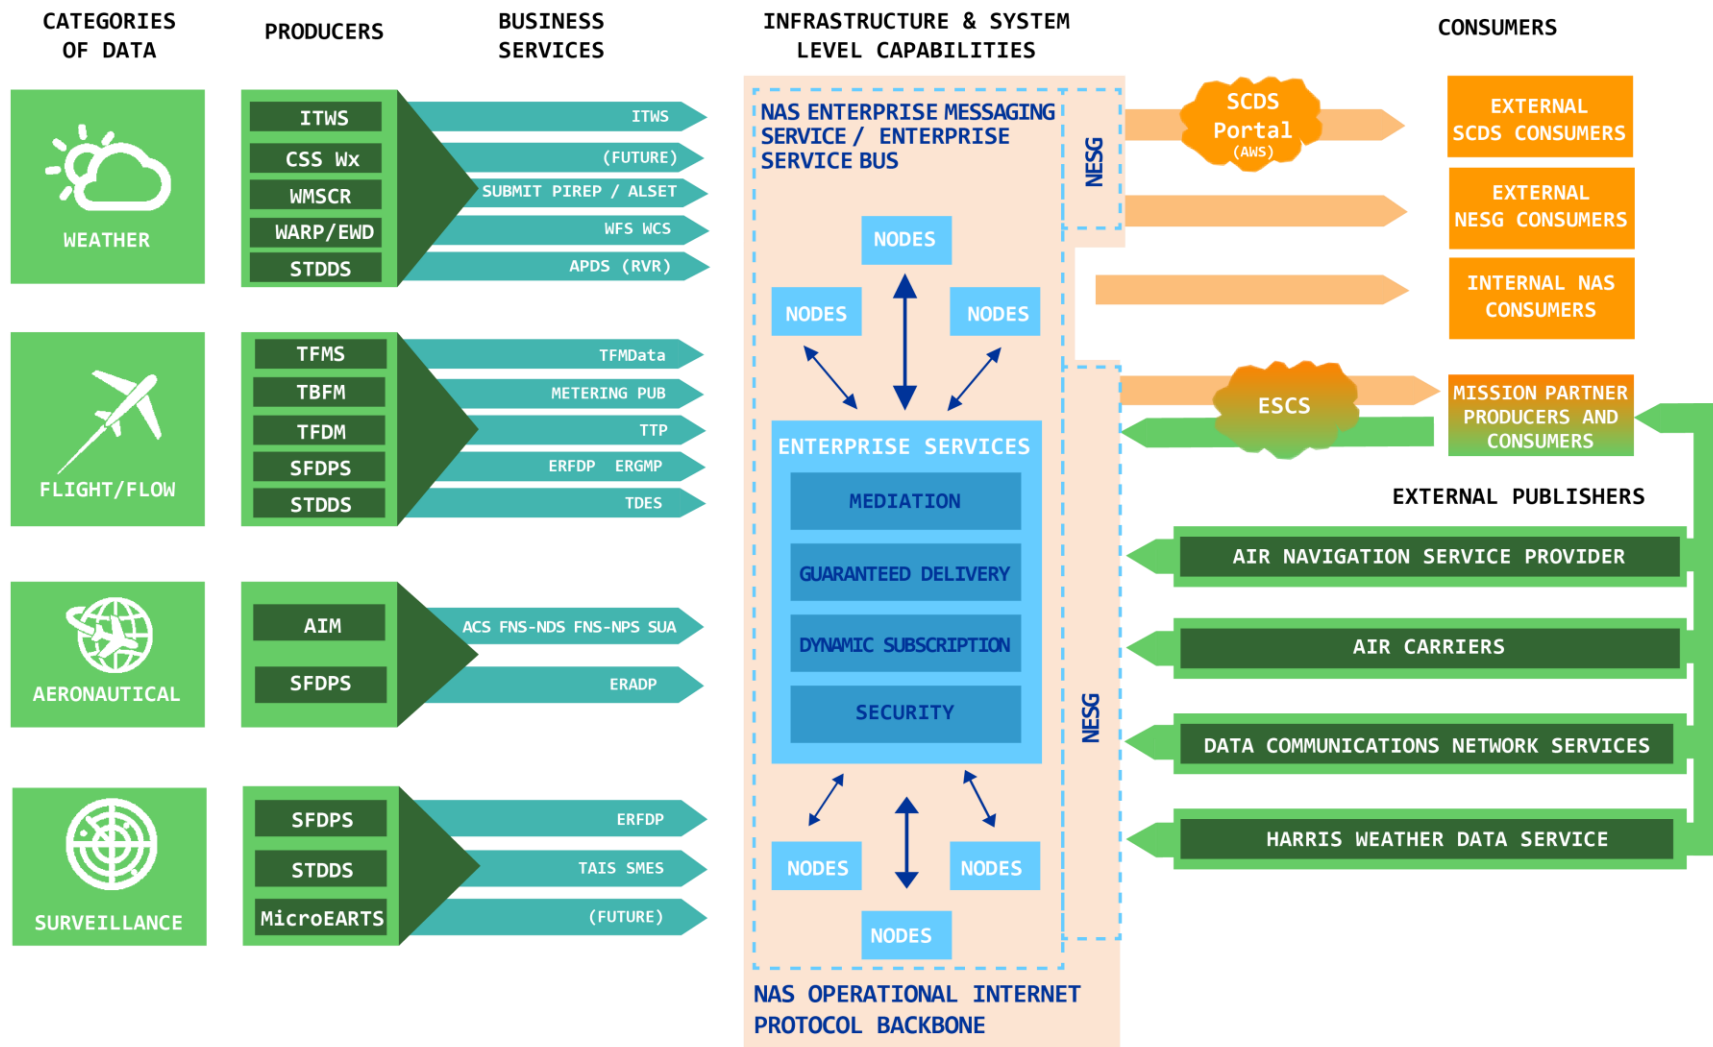 CATEGORIES
OF DATA
PRODUCERS
BUSINESS
SERVICES
INFRASTRUCTURE & SYSTEM
LEVEL CAPABILITIES
CONSUMERS
WEATHER
ITWS
CSS Wx
WMSCR
WARP/EWD
STDDS
ITWS
(FUTURE)
SUBMIT PIREP / ALSET
WFS WCS
APDS (RVR)
FLIGHT/FLOW
TFMS
TBFM
TFDM
SFDPS
STDDS
TFMData
METERING PUB
TTP
ERFDP ERGMP
TDES
AERONAUTICAL
AIM
SFDPS
ACS FNS-NDS FNS-NPS SUA
ERADP
SURVEILLANCE
SFDPS
STDDS
MicroEARTS
ERFDP
TAIS SMES
(FUTURE)
NAS ENTERPRISE MESSAGING
SERVICE / ENTERPRISE
SERVICE BUS
NODES
NODES
NODES
ENTERPRISE SERVICES
MEDIATION
GUARANTEED DELIVERY
DYNAMIC SUBSCRIPTION
SECURITY
NODES
NODES
NODES
NAS OPERATIONAL INTERNET
PROTOCOL BACKBONE
NESG
NESG
SCDS
Portal
(AWS)
EXTERNAL
SCDS CONSUMERS
EXTERNAL
NESG CONSUMERS
INTERNAL NAS
CONSUMERS
ESCS
MISSION PARTNER
PRODUCERS AND
CONSUMERS
EXTERNAL PUBLISHERS
AIR NAVIGATION SERVICE PROVIDER
AIR CARRIERS
DATA COMMUNICATIONS NETWORK SERVICES
HARRIS WEATHER DATA SERVICE